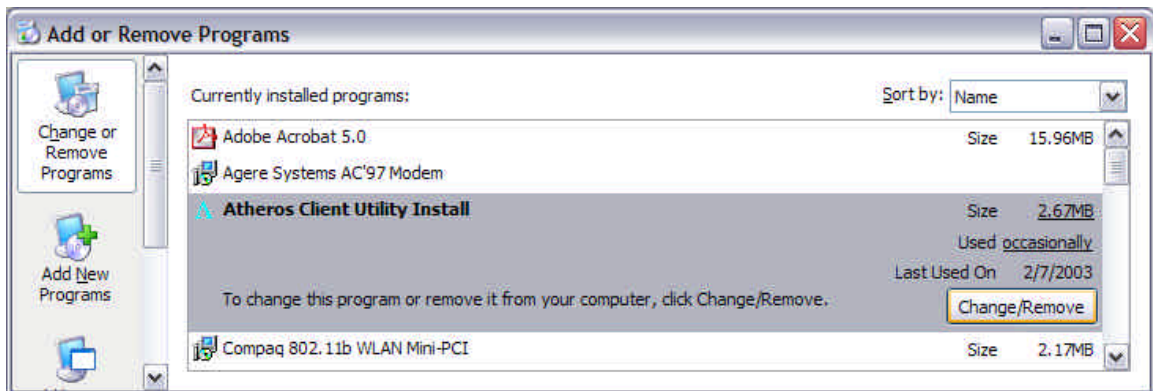 Add or Remove Programs
Change or
Remove
Programs
Add New
Programs
Currently installed programs:
Sort by: Name
Adobe Acrobat 5.0 Size 15.96MB
Agere Systems AC'97 Modem
Atheros Client Utility Install Size 2.67MB
Used occasionally
Last Used On 2/7/2003
To change this program or remove it from your computer, click Change/Remove. Change/Remove
Compaq 802.11b WLAN Mini-PCI Size 2.17MB